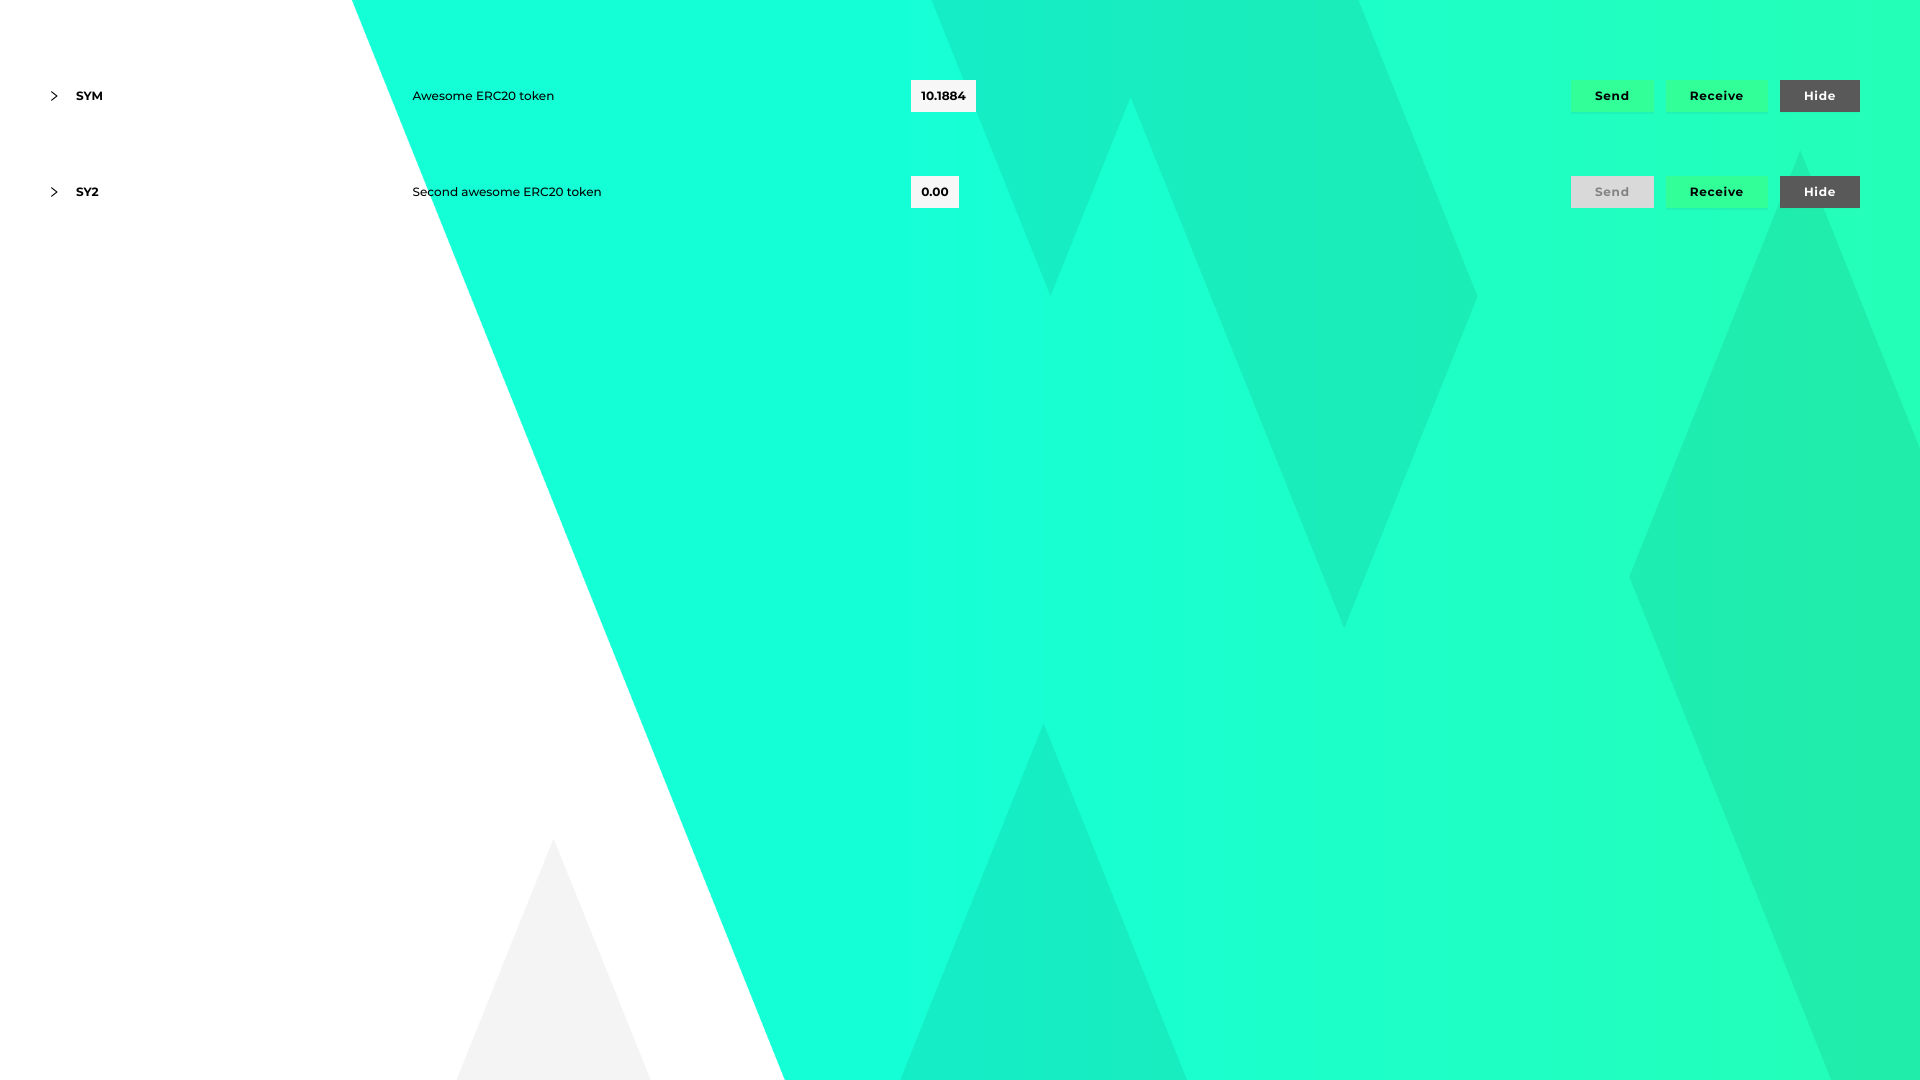 SYM Awesome ERC20 token 10.1884 Send Receive Hide
SY2 Second awesome ERC20 token 0.00 Send Receive Hide